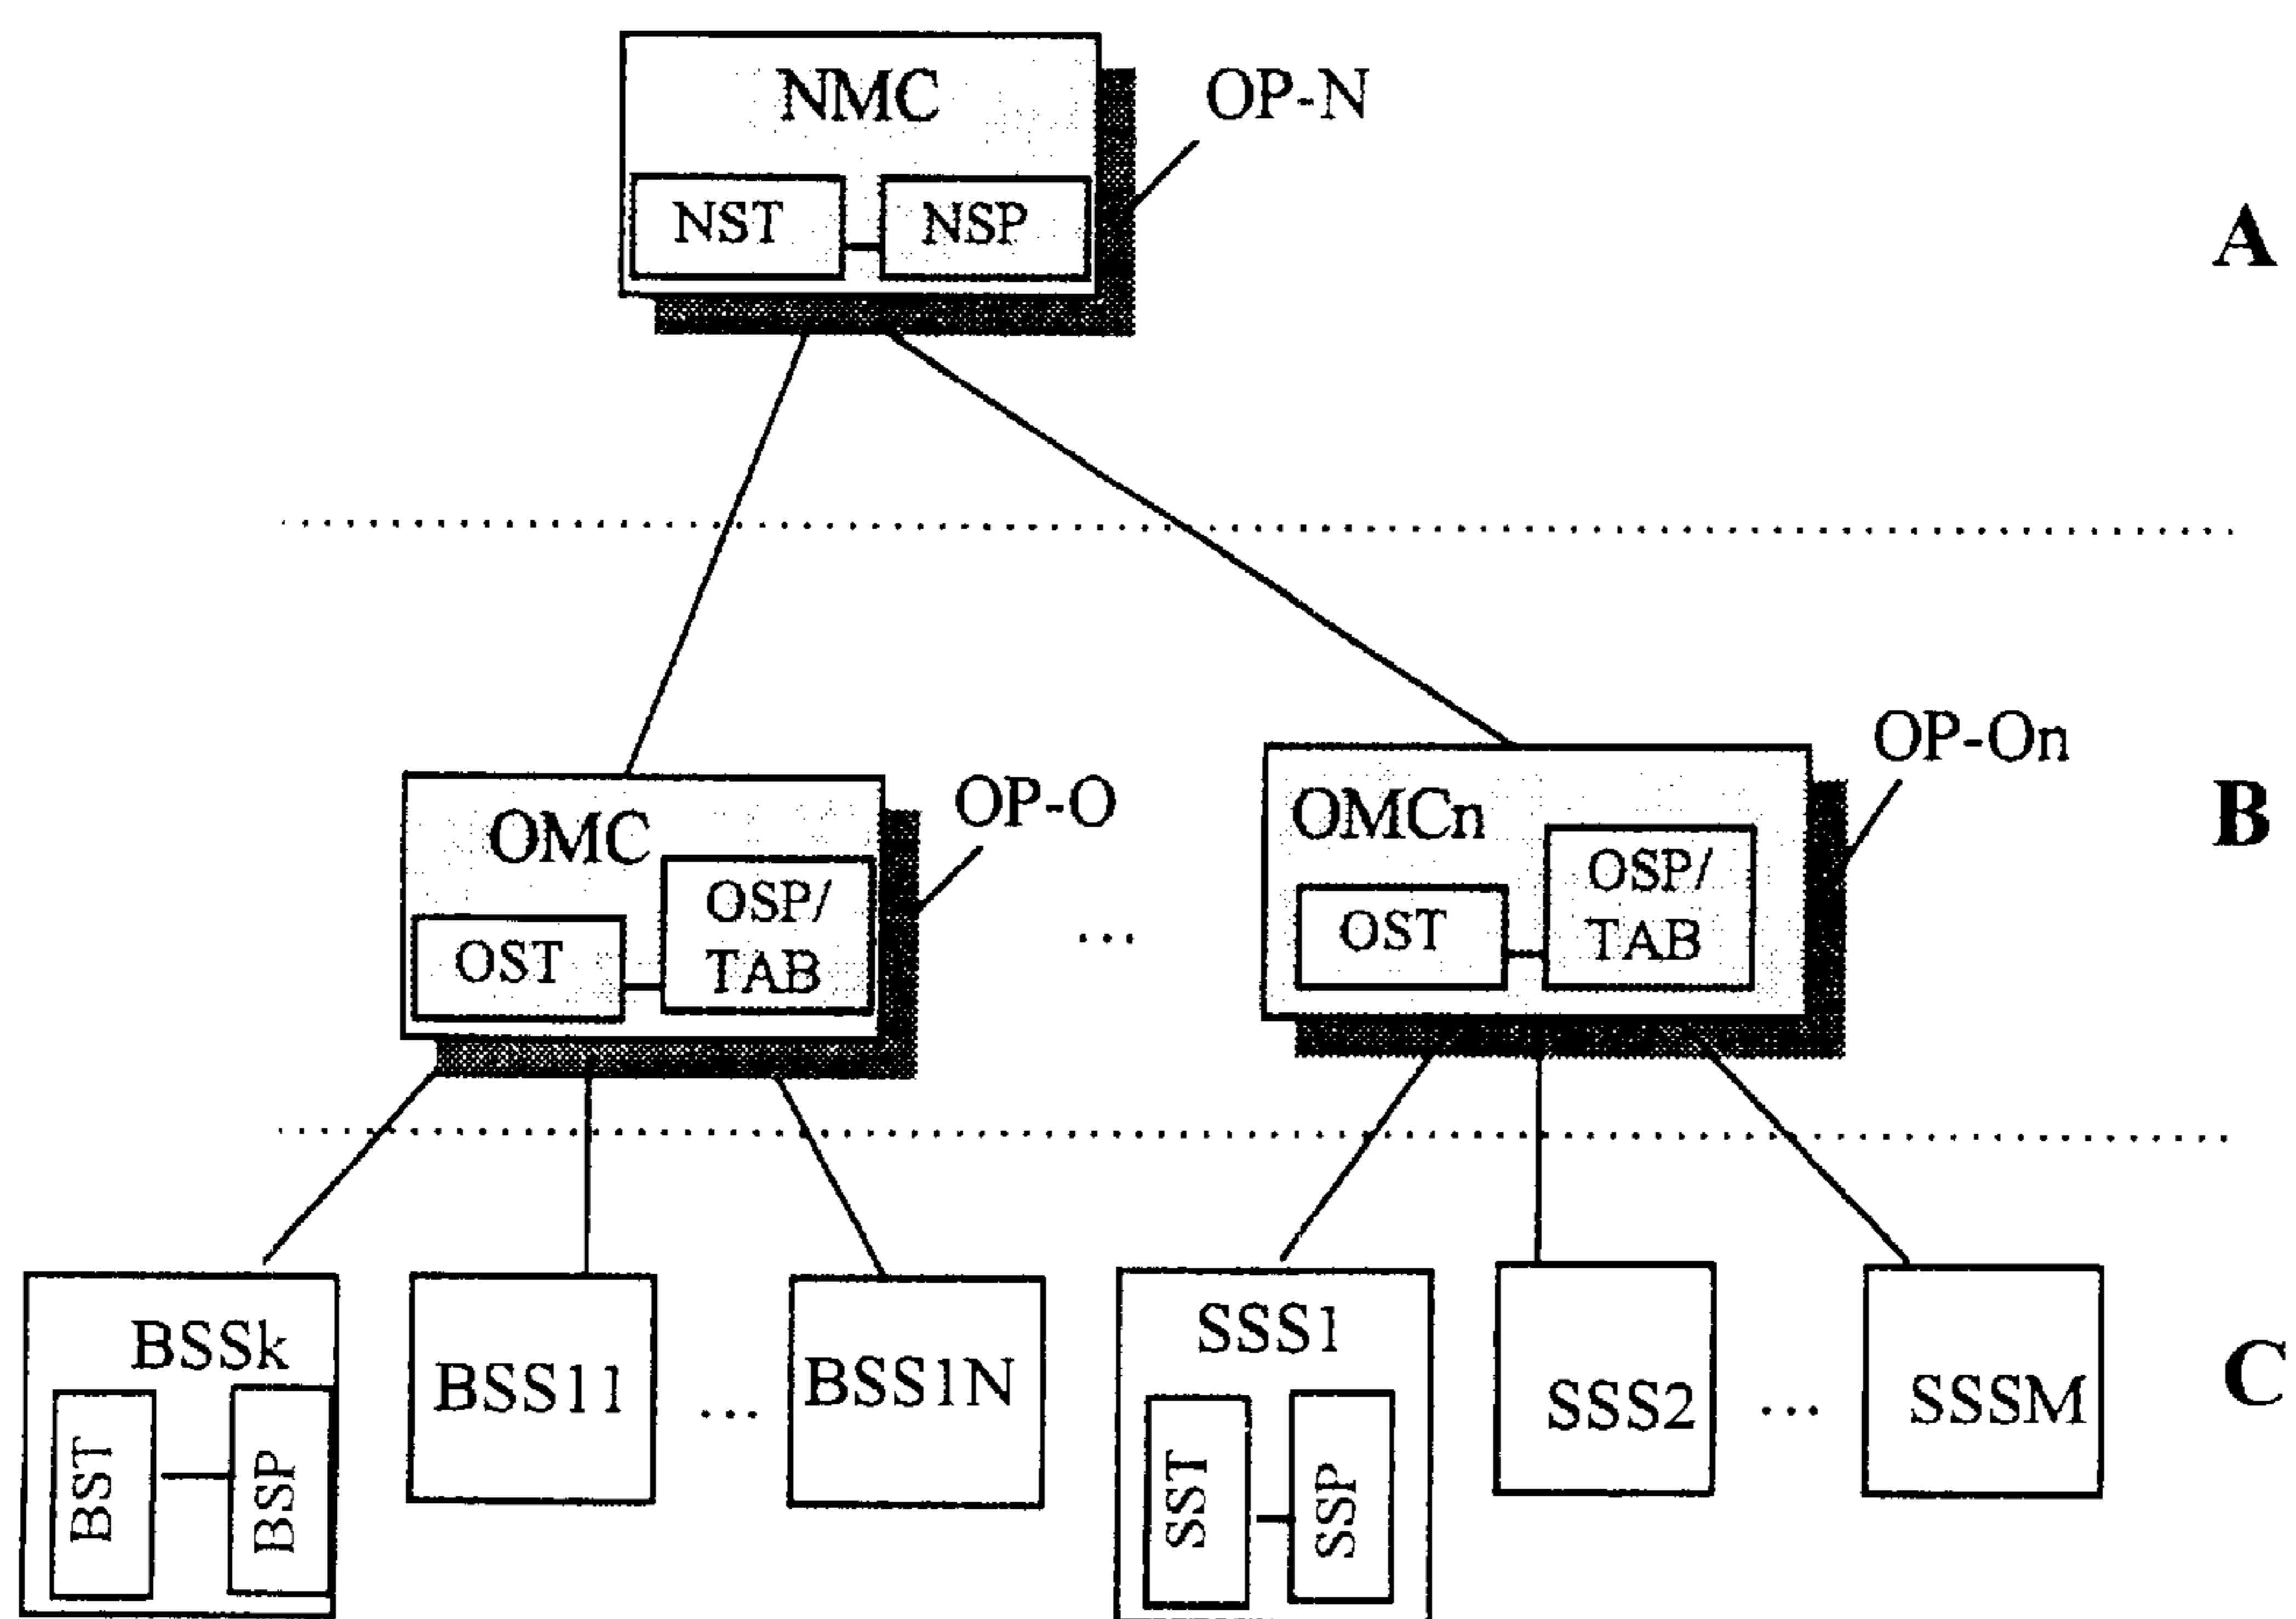 NMC
OP-N
NST
NSP
A
OP-On
OMC
OP-O
OMCn
B
OSP/
TAB
OST
OSP/
TAB
OST
...
BSSk
BSS11
...
BSS1N
SSS1
SSS2
...
SSSM
C
BST
BSP
SST
SSP